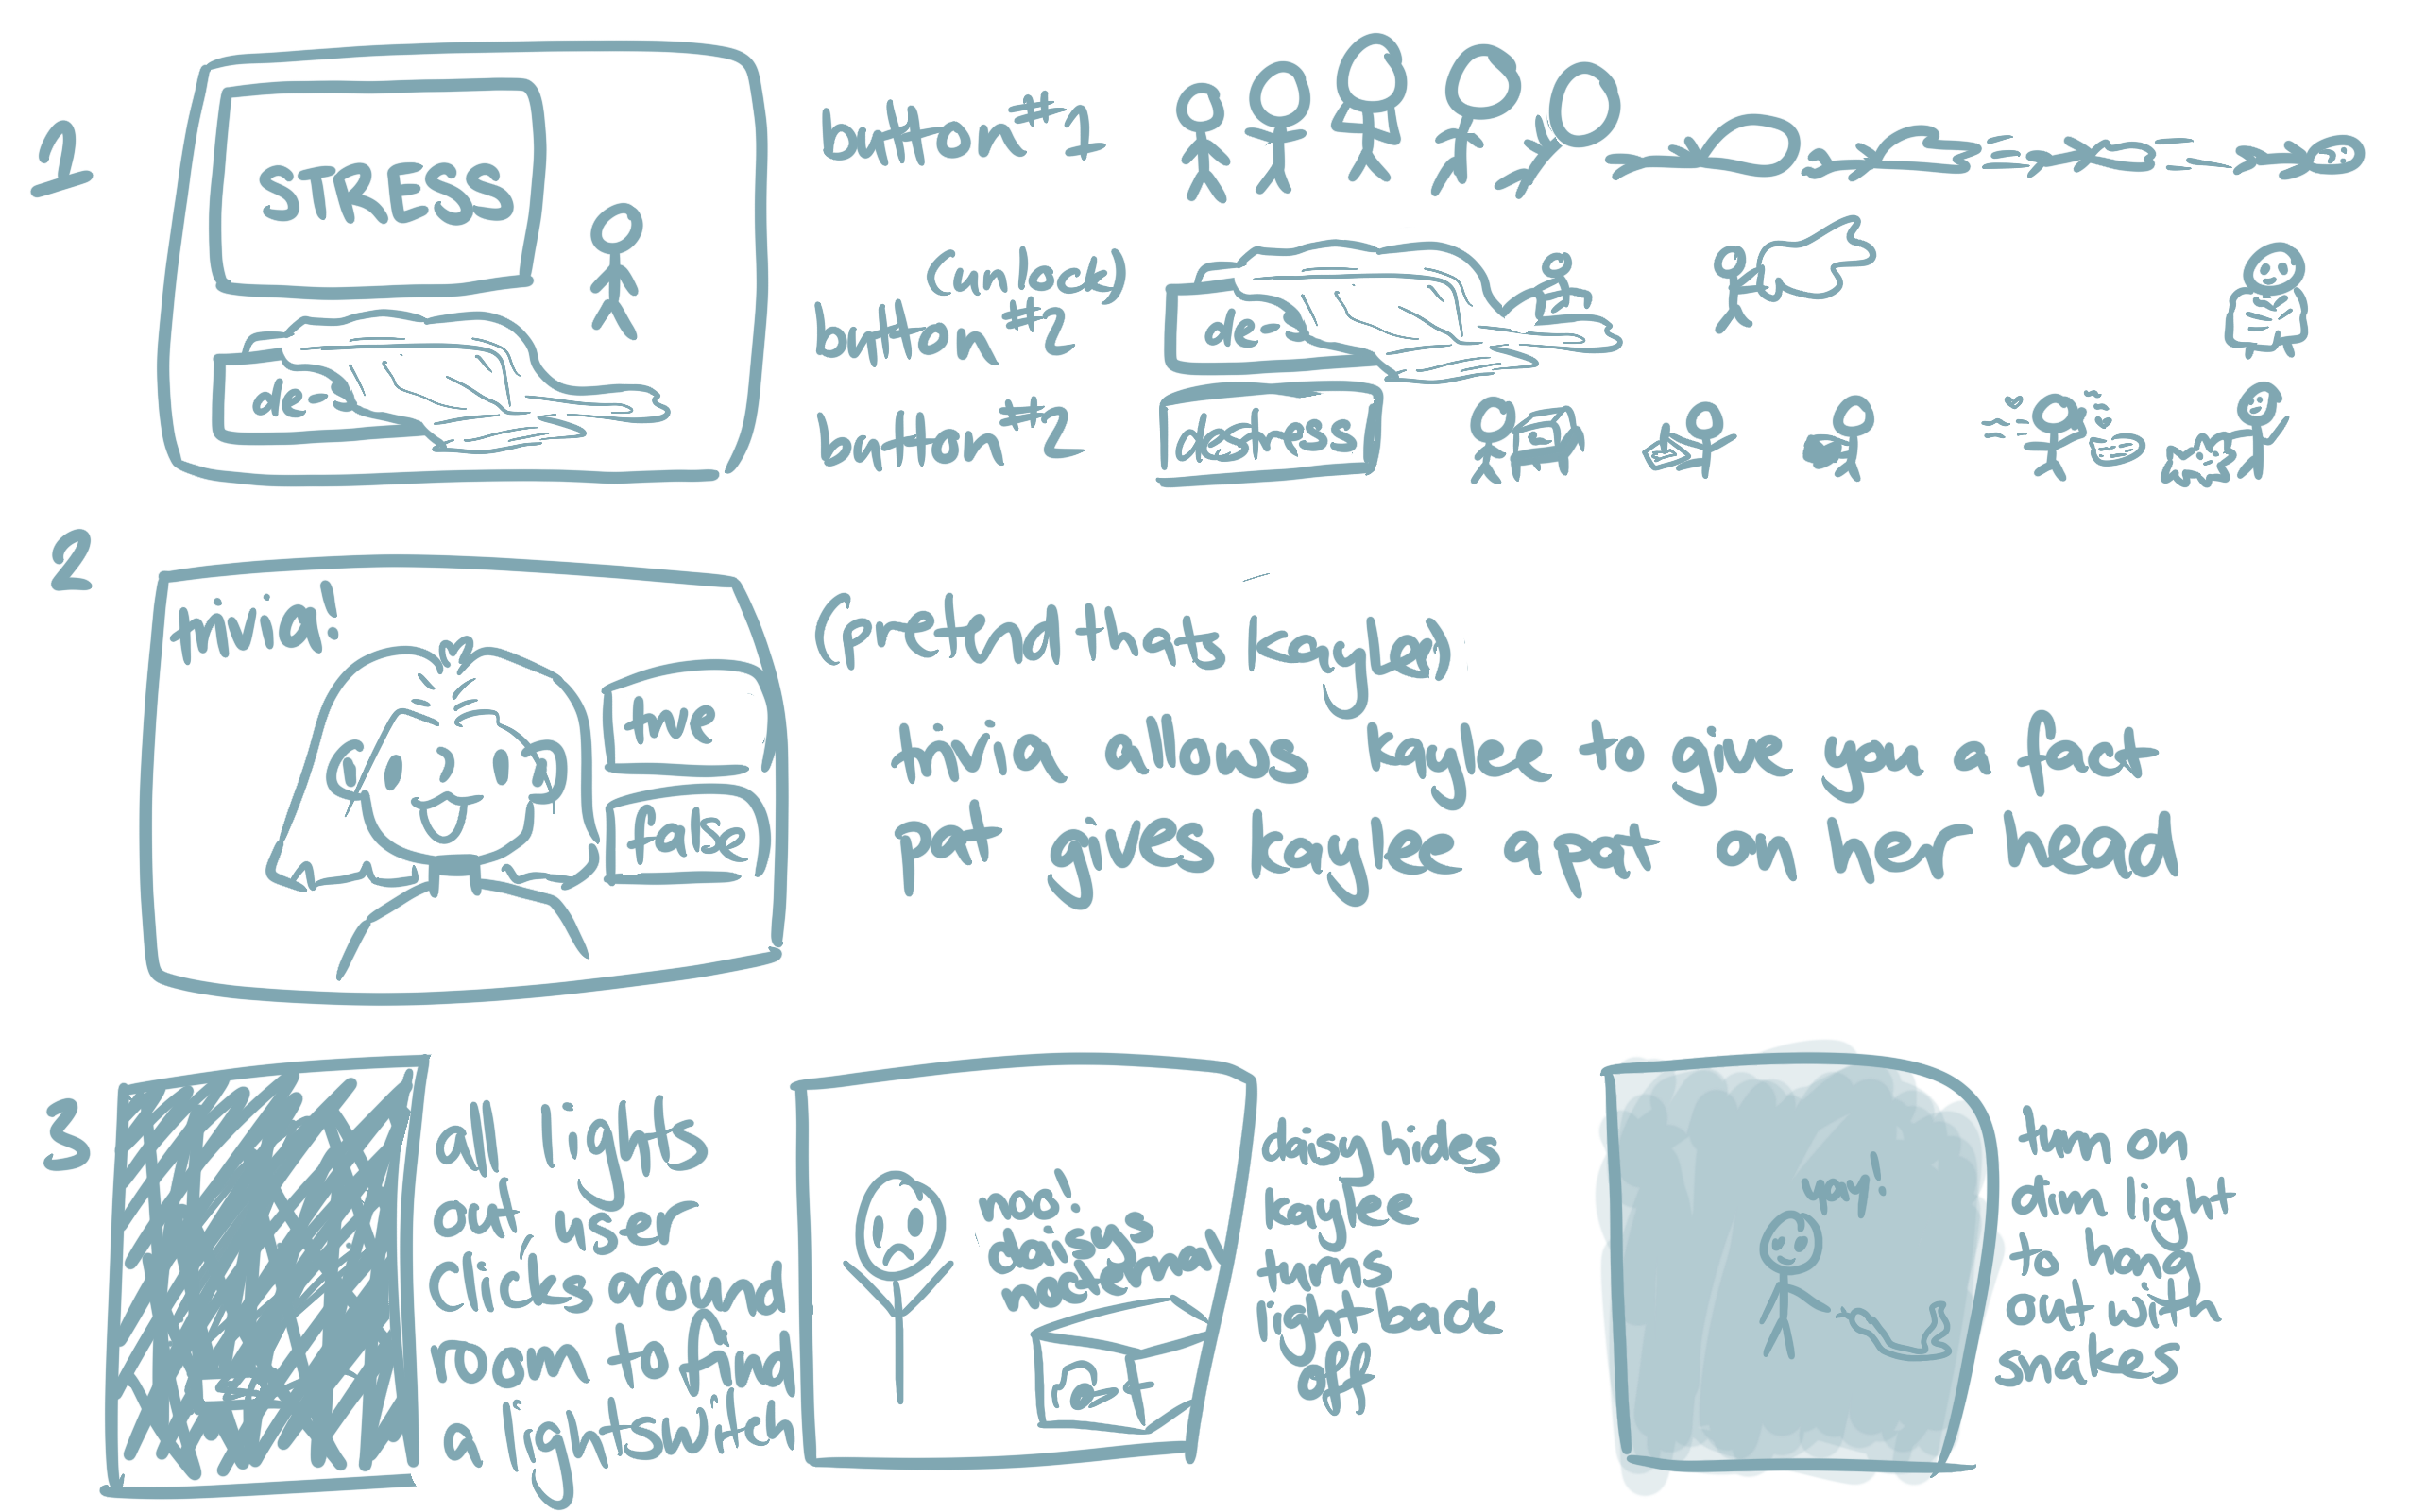 1
STRESS
de-
button #1
(unlock)
button #2
de-
button #2
destress
2
trivia!
true
false
(pretend thats kaylee)
trivia allows kaylee to give you a fact
pat gives kaylee a pat on her head
3
all lights
out user
clicks around
room to find
a lightswitch
noo!
daisys
nocturnal
daisy hides
kaylee
turns
light back
off
yay!
turn on
dim light
to hang
out with
snakes